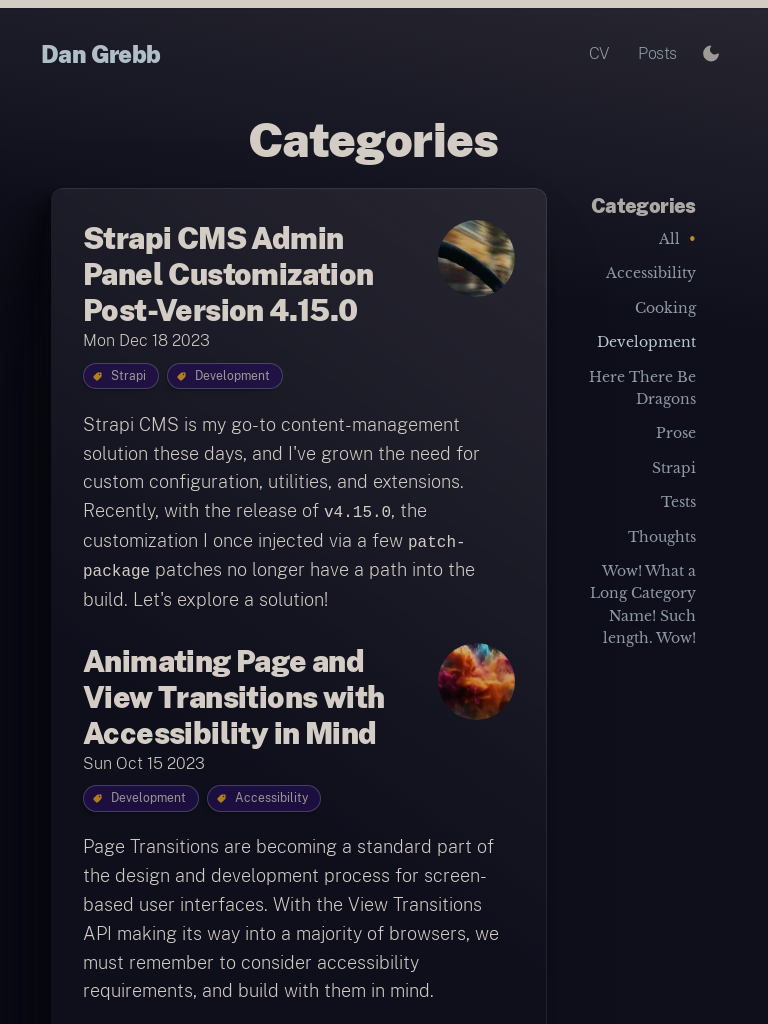 Dan Grebb
CV
Posts
Categories
Strapi CMS Admin
Panel Customization
Post-Version 4.15.0
Mon Dec 18 2023
Strapi
Development
Strapi CMS is my go-to content-management
solution these days, and I've grown the need for
custom configuration, utilities, and extensions.
Recently, with the release of v4.15.0, the
customization I once injected via a few patch-
package patches no longer have a path into the
build. Let's explore a solution!
Animating Page and
View Transitions with
Accessibility in Mind
Sun Oct 15 2023
Development
Accessibility
Page Transitions are becoming a standard part of
the design and development process for screen-
based user interfaces. With the View Transitions
API making its way into a majority of browsers, we
must remember to consider accessibility
requirements, and build with them in mind.
Categories
All •
Accessibility
Cooking
Development
Here There Be
Dragons
Prose
Strapi
Tests
Thoughts
Wow! What a
Long Category
Name! Such
length. Wow!